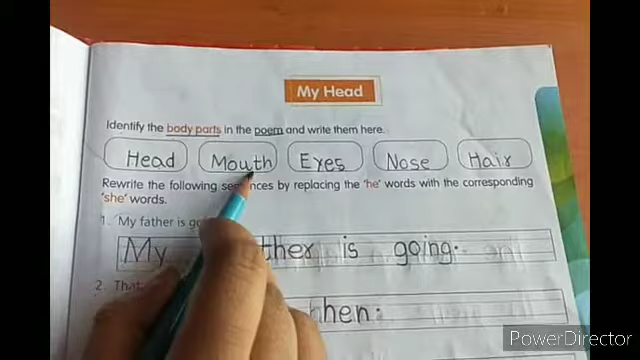 My Head
Identify the body parts in the poem and write them here.
Head Mouth Eyes Nose Hair
Rewrite the following sentences by replacing the 'he' words with the corresponding
'she' words.
1. My father is
My ther is going.
2. That
hen.
PowerDirector